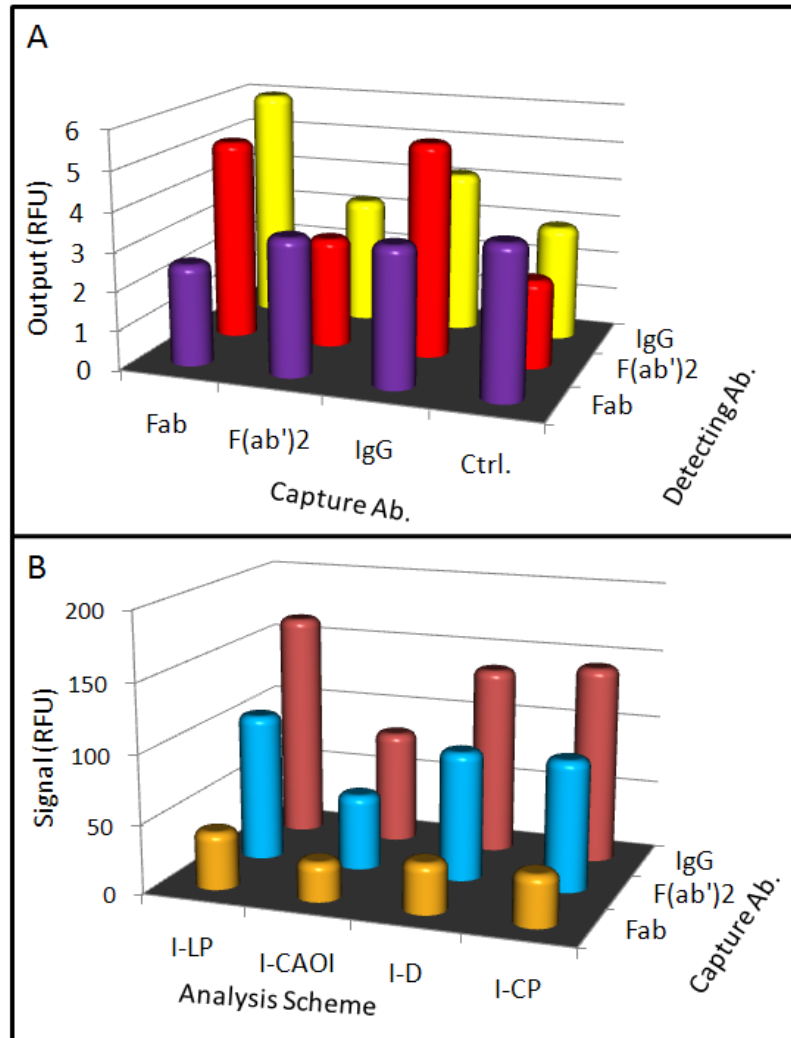 A
Output (RFU)
6
5
4
3
2
1
0
Fab
F(ab')2
IgG
Ctrl.
Capture Ab.
IgG
F(ab')2
Fab
Detecting Ab.
B
Signal (RFU)
200
150
100
50
0
I-LP
I-CAOI
I-D
I-CP
Analysis Scheme
IgG
F(ab')2
Fab
Capture Ab.